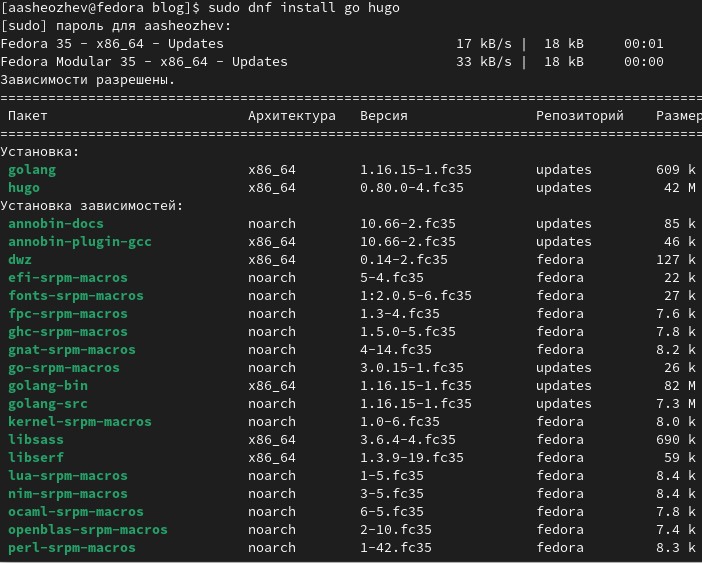 [aasheozhev@fedora blog]$ sudo dnf install go hugo
[sudo] пароль для aasheozhev:
Fedora 35 - x86_64 - Updates 17 kB/s | 18 kB 00:01
Fedora Modular 35 - x86_64 - Updates 33 kB/s | 18 kB 00:00
Зависимости разрешены.
================================================================================
Пакет Архитектура Версия Репозиторий Размер
================================================================================
Установка:
golang x86_64 1.16.15-1.fc35 updates 609 k
hugo x86_64 0.80.0-4.fc35 updates 42 M
Установка зависимостей:
annobin-docs noarch 10.66-2.fc35 updates 85 k
annobin-plugin-gcc x86_64 10.66-2.fc35 updates 46 k
dwz x86_64 0.14-2.fc35 fedora 127 k
efi-srpm-macros noarch 5-4.fc35 fedora 22 k
fonts-srpm-macros noarch 1:2.0.5-6.fc35 fedora 27 k
fpc-srpm-macros noarch 1.3-4.fc35 fedora 7.6 k
ghc-srpm-macros noarch 1.5.0-5.fc35 fedora 7.8 k
gnat-srpm-macros noarch 4-14.fc35 fedora 8.2 k
go-srpm-macros noarch 3.0.15-1.fc35 updates 26 k
golang-bin x86_64 1.16.15-1.fc35 updates 82 M
golang-src noarch 1.16.15-1.fc35 updates 7.3 M
kernel-srpm-macros noarch 1.0-6.fc35 fedora 8.0 k
libsass x86_64 3.6.4-4.fc35 fedora 690 k
libserf x86_64 1.3.9-19.fc35 fedora 59 k
lua-srpm-macros noarch 1-5.fc35 fedora 8.4 k
nim-srpm-macros noarch 3-5.fc35 fedora 8.4 k
ocaml-srpm-macros noarch 6-5.fc35 fedora 7.8 k
openblas-srpm-macros noarch 2-10.fc35 fedora 7.4 k
perl-srpm-macros noarch 1-42.fc35 fedora 8.3 k